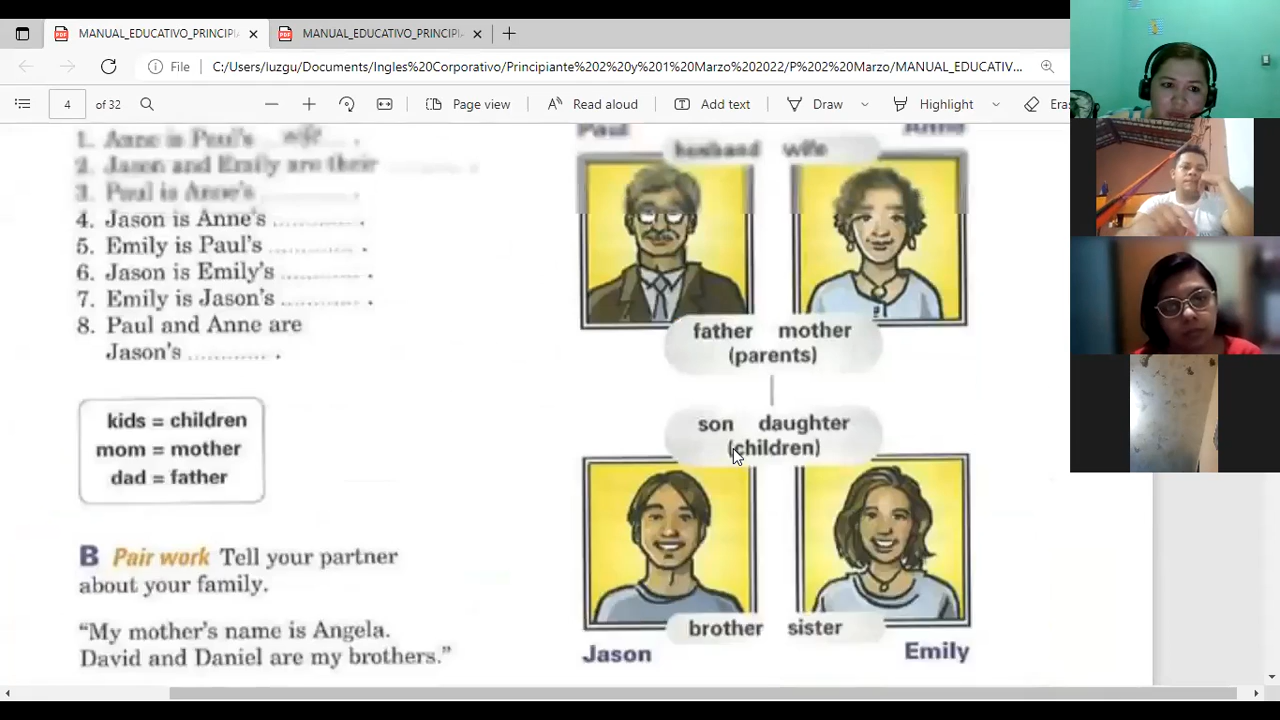 MANUAL_EDUCATIVO_PRINCIPI
MANUAL_EDUCATIVO_PRINCIPI
File
C:/Users/luzgu/Documents/Ingles%20Corporativo/Principiante%202%20y%201%20Marzo%2022/P%202%20Marzo/MANUAL_EDUCATIV...
4 of 32
Page view
Read aloud
Add text
Draw
Highlight
Era
1. Anne is Paul's wife .
2. Jason and Emily are their
3. Paul is Anne's .............. .
4. Jason is Anne's .............. .
5. Emily is Paul's .............. .
6. Jason is Emily's .............. .
7. Emily is Jason's .............. .
8. Paul and Anne are
Jason's .............. .
kids = children
mom = mother
dad = father
B Pair work Tell your partner
about your family.
"My mother's name is Angela.
David and Daniel are my brothers."
Paul
Anne
husband wife
father mother
(parents)
son daughter
(children)
brother sister
Jason
Emily